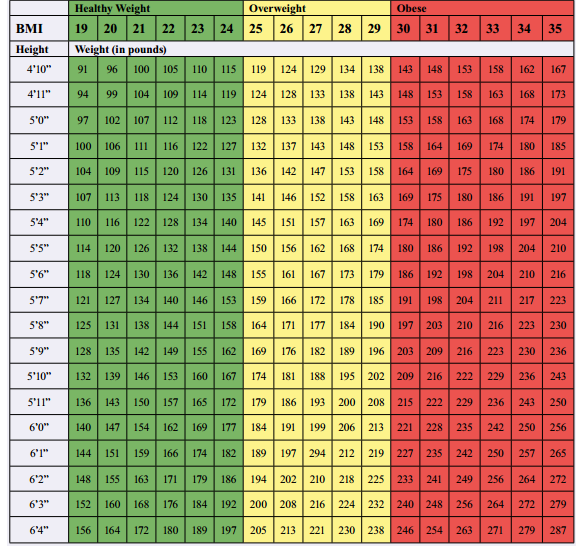 Healthy Weight Overweight Obese
BMI 19 20 21 22 23 24 25 26 27 28 29 30 31 32 33 34 35
Height Weight (in pounds)
4’10” 91 96 100 105 110 115 119 124 129 134 138 143 148 153 158 162 167
4’11” 94 99 104 109 114 119 124 128 133 138 143 148 153 158 163 168 173
5’0” 97 102 107 112 118 123 128 133 138 143 148 153 158 163 168 174 179
5’1” 100 106 111 116 122 127 132 137 143 148 153 158 164 169 174 180 185
5’2” 104 109 115 120 126 131 136 142 147 153 158 164 169 175 180 186 191
5’3” 107 113 118 124 130 135 141 146 152 158 163 169 175 180 186 191 197
5’4” 110 116 122 128 134 140 145 151 157 163 169 174 180 186 192 197 204
5’5” 114 120 126 132 138 144 150 156 162 168 174 180 186 192 198 204 210
5’6” 118 124 130 136 142 148 155 161 167 173 179 186 192 198 204 210 216
5’7” 121 127 134 140 146 153 159 166 172 178 185 191 198 204 211 217 223
5’8” 125 131 138 144 151 158 164 171 177 184 190 197 203 210 216 223 230
5’9” 128 135 142 149 155 162 169 176 182 189 196 203 209 216 223 230 236
5’10” 132 139 146 153 160 167 174 181 188 195 202 209 216 222 229 236 243
5’11” 136 143 150 157 165 172 179 186 193 200 208 215 222 229 236 243 250
6’0” 140 147 154 162 169 177 184 191 199 206 213 221 228 235 242 250 256
6’1” 144 151 159 166 174 182 189 197 294 212 219 227 235 242 250 257 265
6’2” 148 155 163 171 179 186 194 202 210 218 225 233 241 249 256 264 272
6’3” 152 160 168 176 184 192 200 208 216 224 232 240 248 256 264 272 279
6’4” 156 164 172 180 189 197 205 213 221 230 238 246 254 263 271 279 287